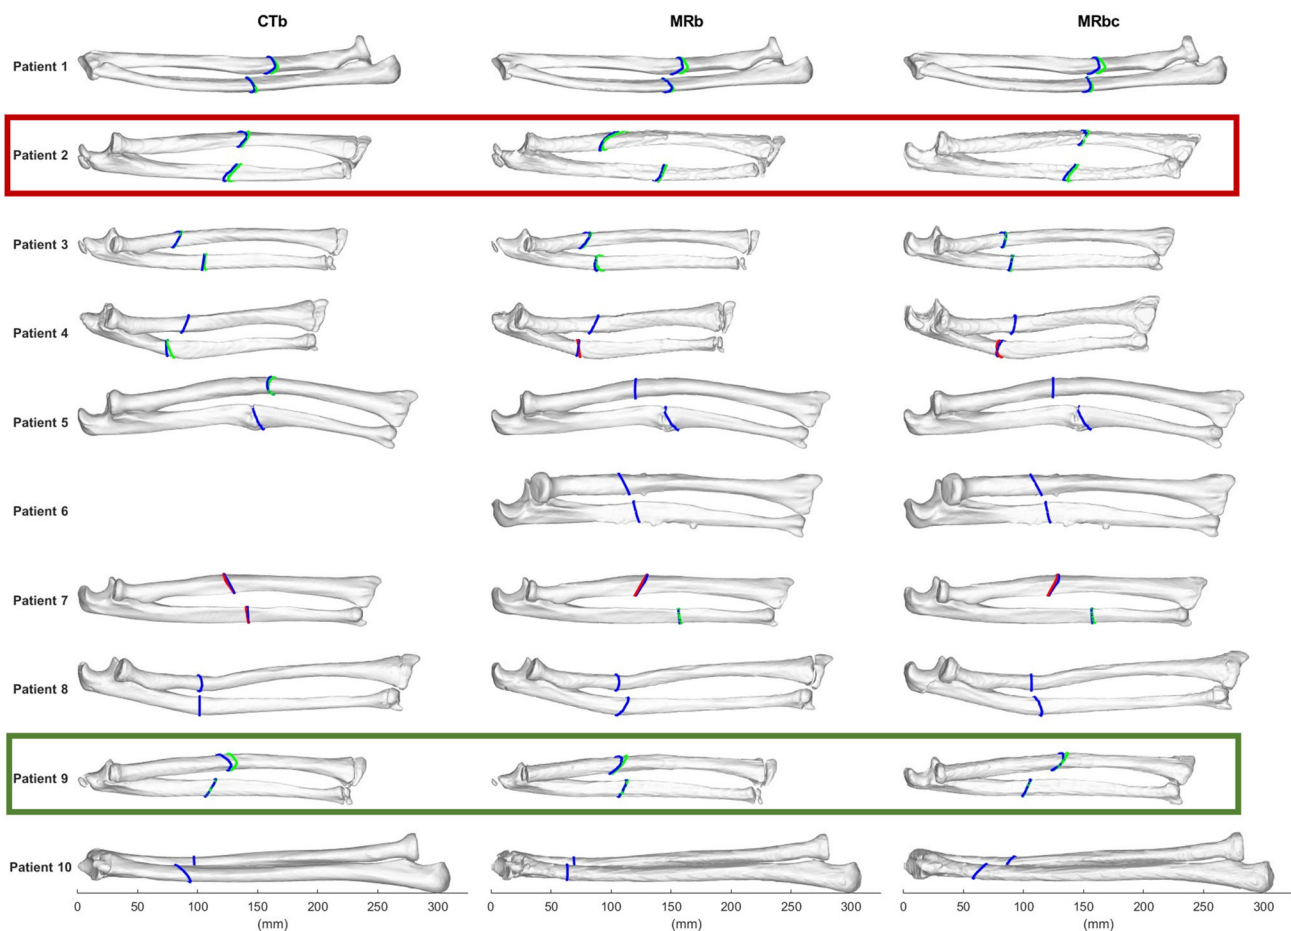 CTb MRb MRbc
Patient 1
Patient 2
Patient 3
Patient 4
Patient 5
Patient 6
Patient 7
Patient 8
Patient 9
Patient 10
0 50 100 150 200 250 300 0 50 100 150 200 250 300 0 50 100 150 200 250 300
(mm) (mm) (mm)